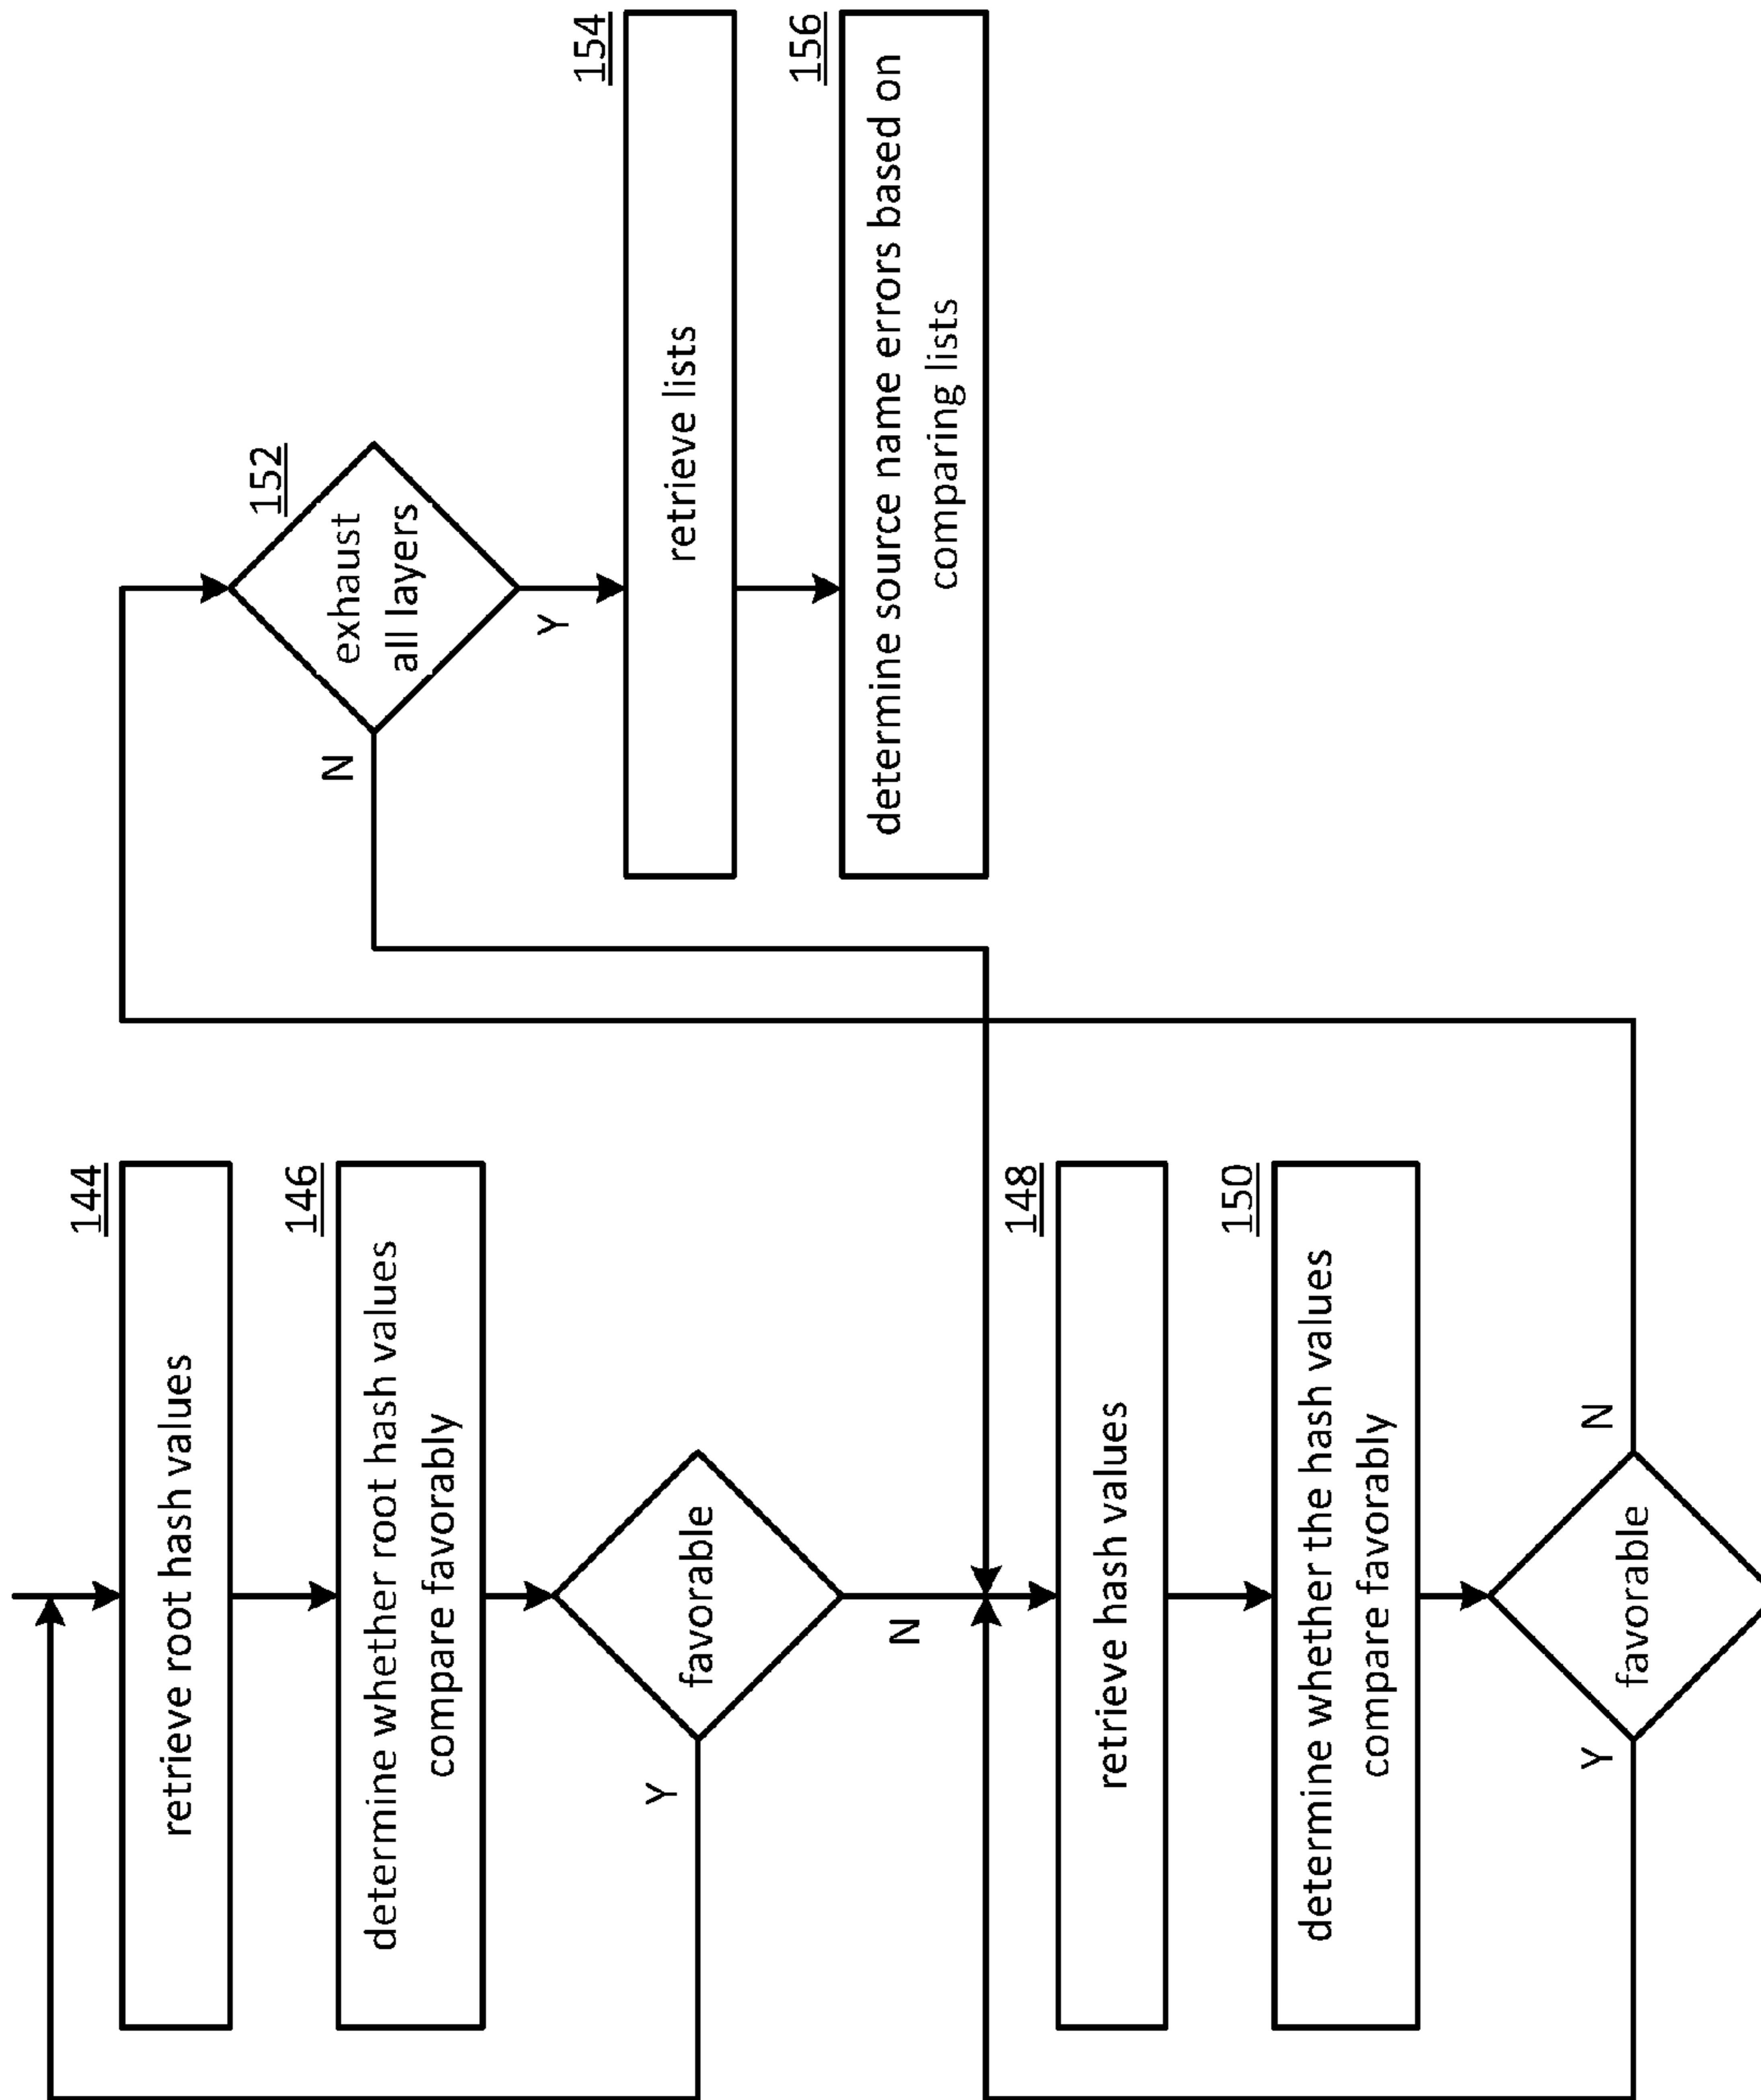 144
retrieve root hash values
146
determine whether root hash values
compare favorably
favorable
Y
N
148
retrieve hash values
150
determine whether the hash values
compare favorably
favorable
Y
N
152
exhaust
all layers
N
Y
154
retrieve lists
156
determine source name errors based on
comparing lists